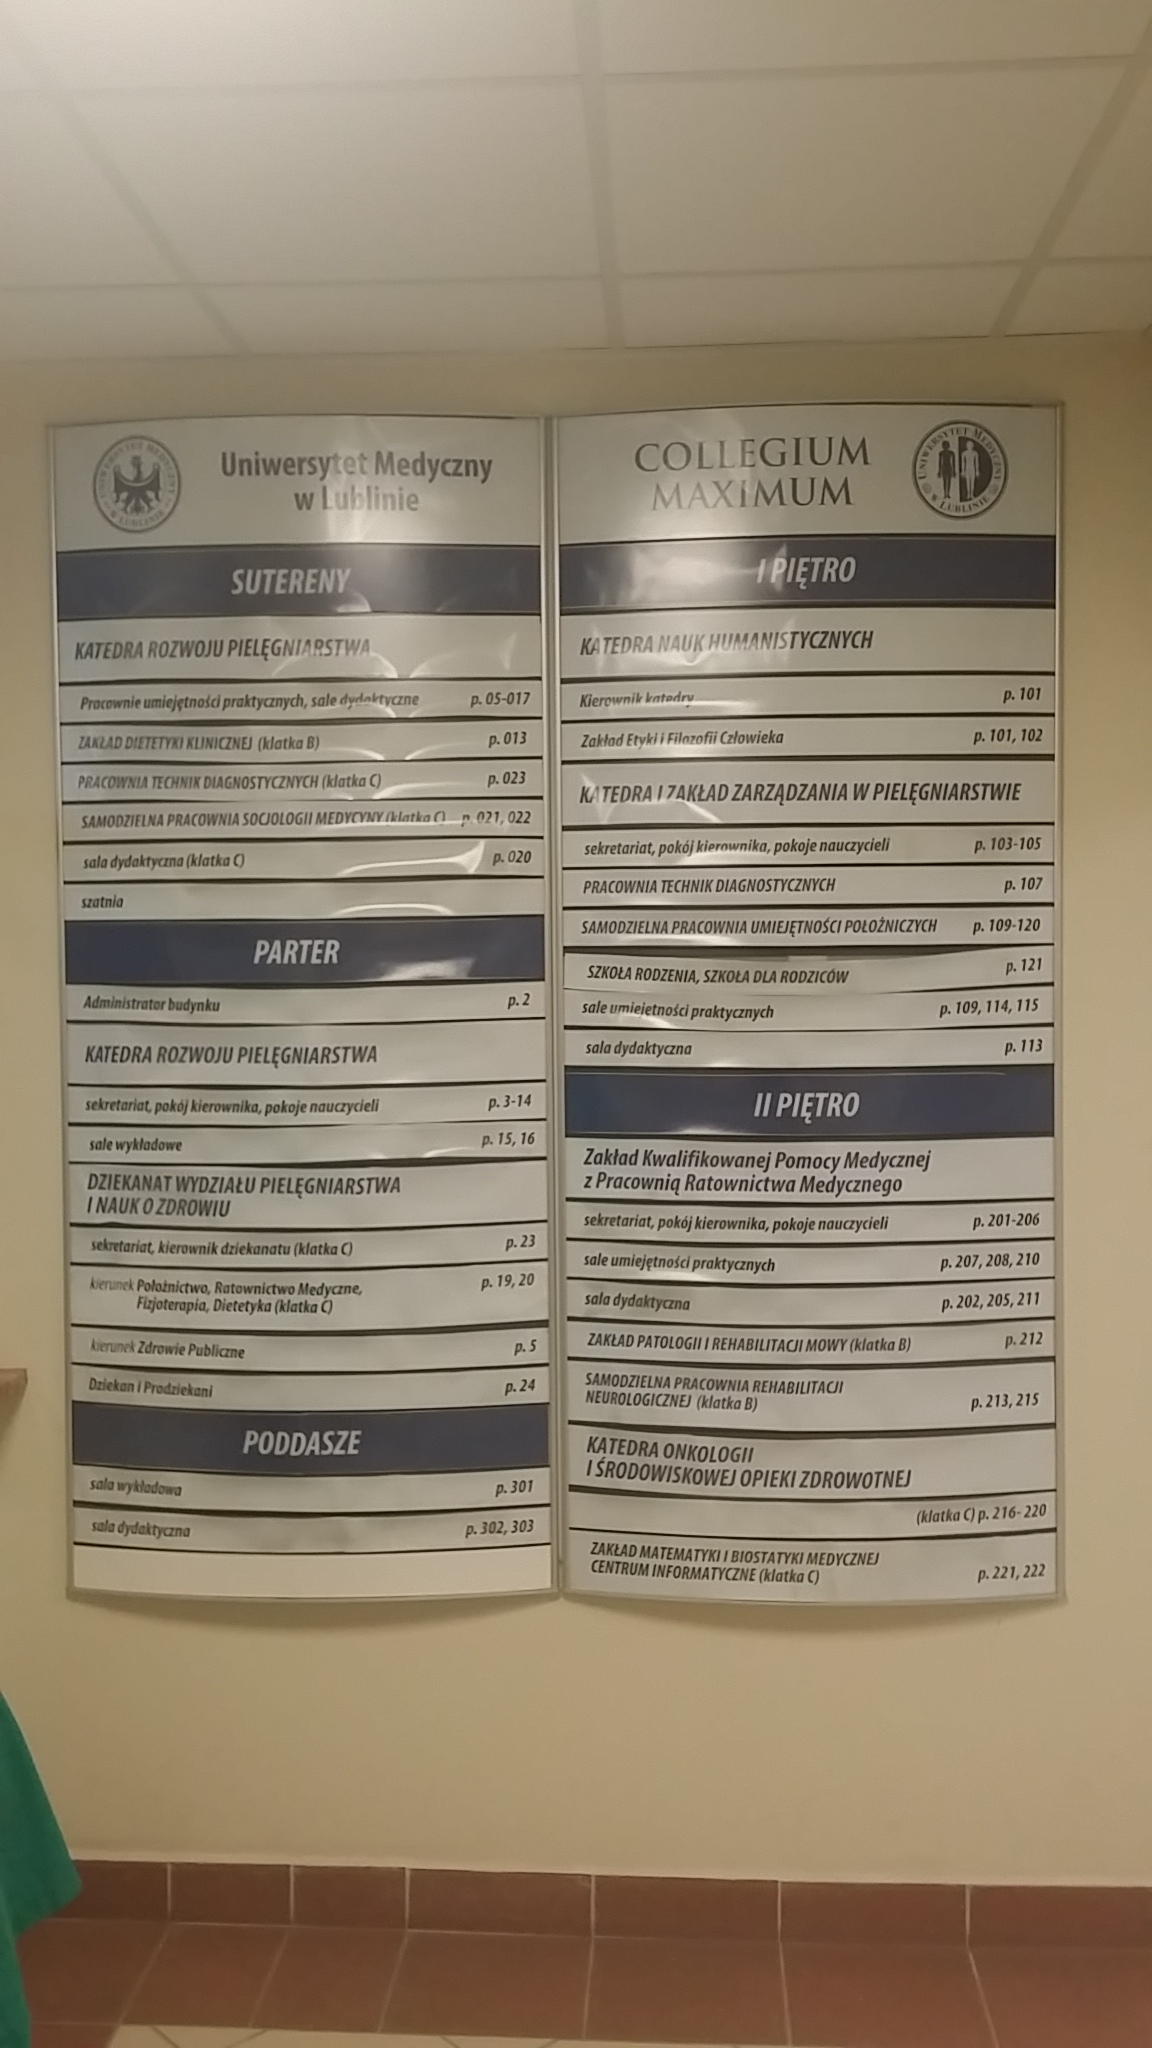 Uniwersytet Medyczny
w Lublinie
SUTERENY
KATEDRA ROZWOJU PIELĘGNIARSTWA
Pracownie umiejętności praktycznych, sale dydaktyczne p. 05-017
ZAKŁAD DIETETYKI KLINICZNEJ (klatka B) p. 013
PRACOWNIA TECHNIK DIAGNOSTYCZNYCH (klatka C) p. 023
SAMODZIELNA PRACOWNIA SOCJOLOGII MEDYCYNY (klatka C) p. 021, 022
sala dydaktyczna (klatka C) p. 020
szatnia
PARTER
Administrator budynku p. 2
KATEDRA ROZWOJU PIELĘGNIARSTWA
sekretariat, pokój kierownika, pokoje nauczycieli p. 3-14
sale wykładowe p. 15, 16
DZIEKANAT WYDZIAŁU PIELĘGNIARSTWA
I NAUK O ZDROWIU
sekretariat, kierownik dziekanatu (klatka C) p. 23
kierunek Położnictwo, Ratownictwo Medyczne, p. 19, 20
Fizjoterapia, Dietetyka (klatka C)
kierunek Zdrowie Publiczne p. 5
Dziekan i Prodziekani p. 24
PODDASZE
sala wykładowa p. 301
sala dydaktyczna p. 302, 303
COLLEGIUM
MAXIMUM
UNIWERSYTET MEDYCZNY
W LUBLINIE
I PIĘTRO
KATEDRA NAUK HUMANISTYCZNYCH
Kierownik katedry p. 101
Zakład Etyki i Filozofii Człowieka p. 101, 102
KATEDRA I ZAKŁAD ZARZĄDZANIA W PIELĘGNIARSTWIE
sekretariat, pokój kierownika, pokoje nauczycieli p. 103-105
PRACOWNIA TECHNIK DIAGNOSTYCZNYCH p. 107
SAMODZIELNA PRACOWNIA UMIEJĘTNOŚCI POŁOŻNICZYCH p. 109-120
SZKOŁA RODZENIA, SZKOŁA DLA RODZICÓW p. 121
sale umiejętności praktycznych p. 109, 114, 115
sala dydaktyczna p. 113
II PIĘTRO
Zakład Kwalifikowanej Pomocy Medycznej
z Pracownią Ratownictwa Medycznego
sekretariat, pokój kierownika, pokoje nauczycieli p. 201-206
sale umiejętności praktycznych p. 207, 208, 210
sala dydaktyczna p. 202, 205, 211
ZAKŁAD PATOLOGII I REHABILITACJI MOWY (klatka B) p. 212
SAMODZIELNA PRACOWNIA REHABILITACJI
NEUROLOGICZNEJ (klatka B) p. 213, 215
KATEDRA ONKOLOGII
I ŚRODOWISKOWEJ OPIEKI ZDROWOTNEJ
(klatka C) p. 216-220
ZAKŁAD MATEMATYKI I BIOSTATYKI MEDYCZNEJ
CENTRUM INFORMATYCZNE (klatka C) p. 221, 222